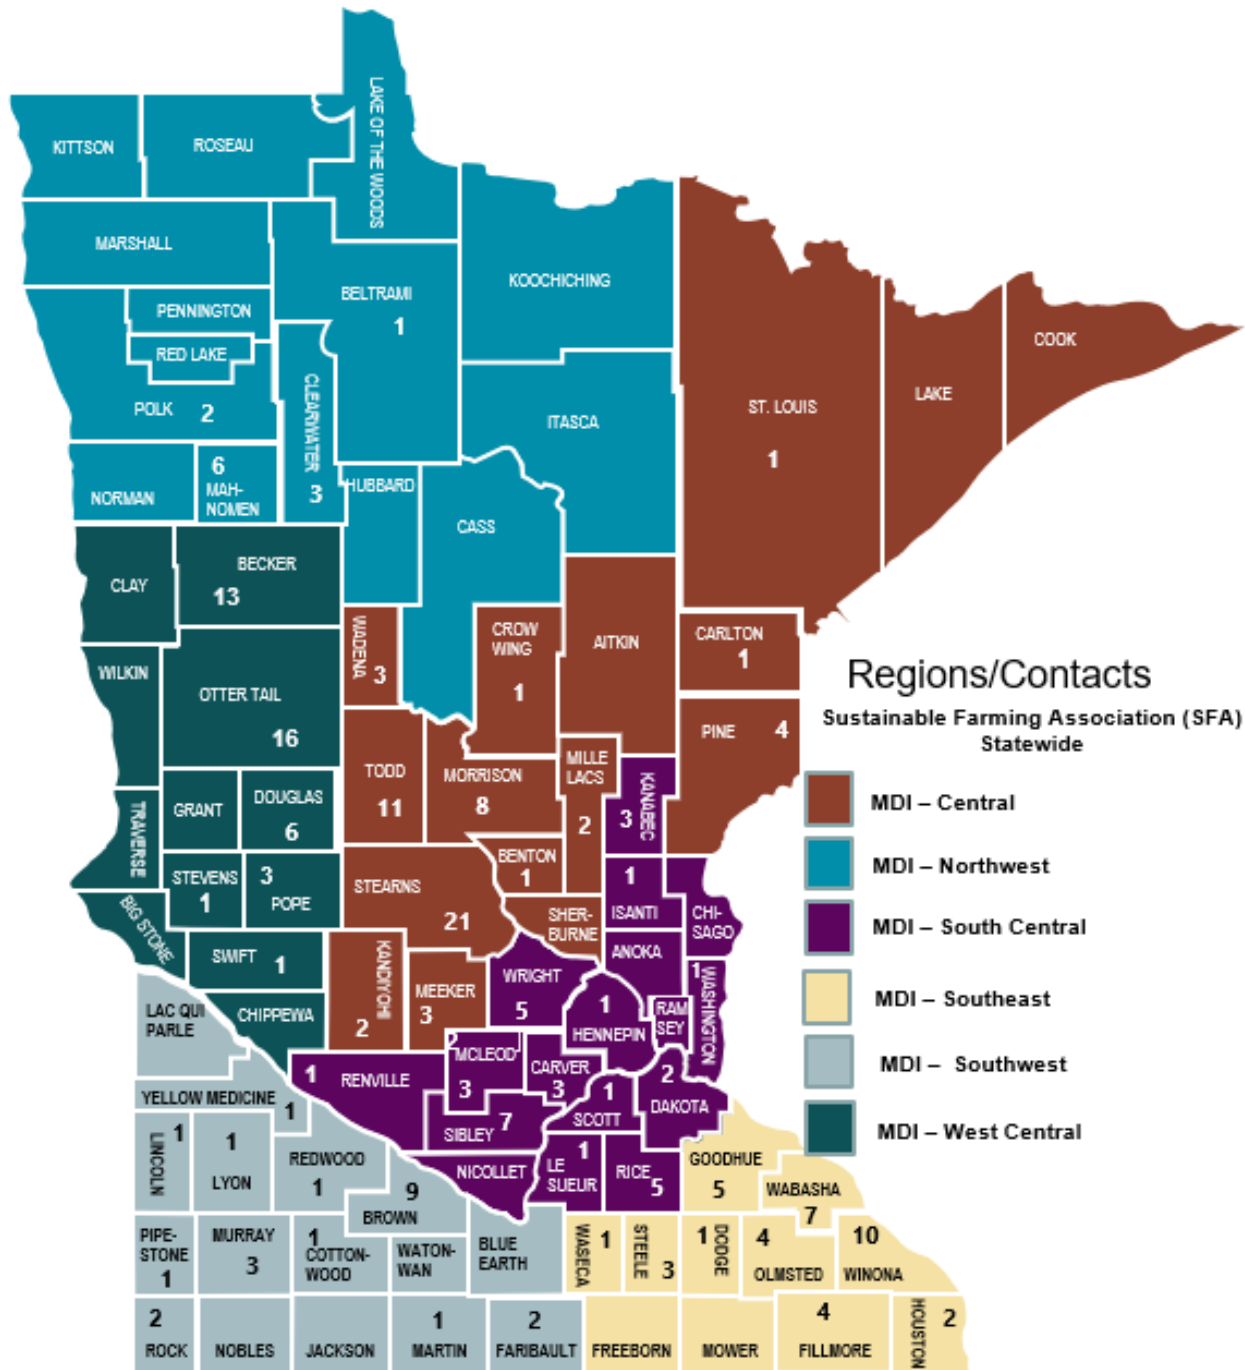 LAKE OF THE WOODS
KITTSON
ROSEAU
MARSHALL
KOOCHICHING
BELTRAMI
1
PENNINGTON
RED LAKE
COOK
CLEARWATER
3
LAKE
POLK 2
ST. LOUIS
1
ITASCA
6
MAH-
NOMEN
HUBBARD
NORMAN
CASS
BECKER
13
CLAY
WADENA
3
CROW
WING
1
AITKIN
CARLTON
1
WILKIN
OTTER TAIL
16
Regions/Contacts
Sustainable Farming Association (SFA)
Statewide
PINE 4
TODD
11
MORRISON
8
MILLE
LACS
2
KANABEC
3
MDI – Central
TRAVERSE
GRANT
DOUGLAS
6
BENTON
1
MDI – Northwest
STEVENS
1
3
POPE
STEARNS
21
1
ISANTI
CHI-
SAGO
SHER-
BURNE
MDI – South Central
BIG STONE
SWIFT 1
KANDIYOHI
2
MEEKER
3
WRIGHT
5
ANOKA
1
WASHINGTON
MDI – Southeast
LAC QUI
PARLE
CHIPPEWA
1
HENNEPIN
RAM
SEY
MDI – Southwest
1
RENVILLE
MCLEOD
3
CARVER
3
2
DAKOTA
YELLOW MEDICINE
1
1
SCOTT
MDI – West Central
SIBLEY 7
LINCOLN
1
1
LYON
REDWOOD
1
NICOLLET
1
LE
SUEUR
RICE
5
GOODHUE
5
WABASHA
7
9
BROWN
PIPE-
STONE
1
MURRAY
3
1
COTTON-
WOOD
WATON-
WAN
BLUE
EARTH
WASECA
1
STEELE
3
1
DODGE
4
OLMSTED
10
WINONA
2
ROCK
NOBLES
JACKSON
1
MARTIN
2
FARIBAULT
FREEBORN
MOWER
4
FILLMORE
HOUSTON
2